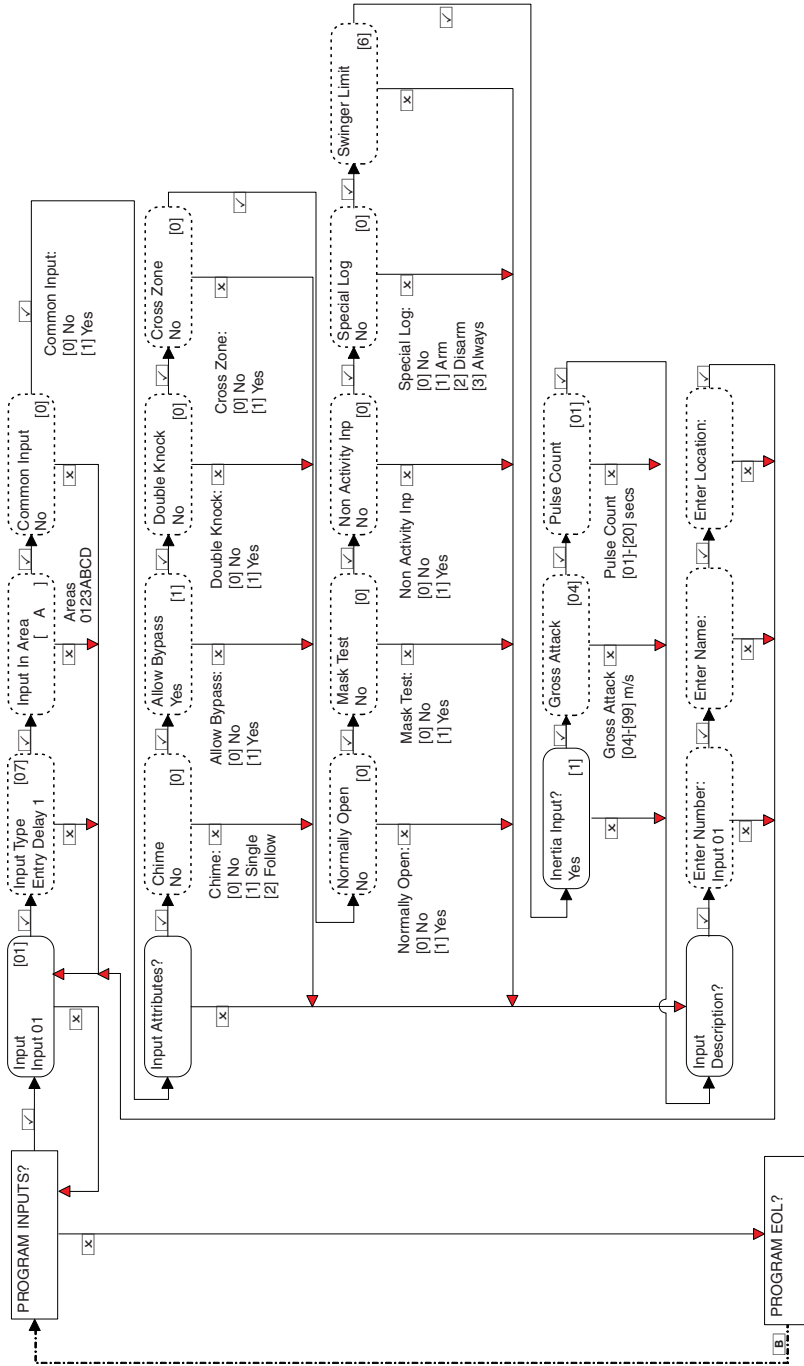 PROGRAM INPUTS?
Input
Input 01
[01]
Input Type
Entry Delay 1
[07]
Input In Area
[ A ]
Areas
0123ABCD
Common Input
No
[0]
Common Input:
[0] No
[1] Yes
Input Attributes?
Chime
No
[0]
Chime:
[0] No
[1] Single
[2] Follow
Allow Bypass
Yes
[1]
Allow Bypass:
[0] No
[1] Yes
Double Knock
No
[0]
Double Knock:
[0] No
[1] Yes
Cross Zone
No
[0]
Cross Zone:
[0] No
[1] Yes
Normally Open
No
[0]
Normally Open:
[0] No
[1] Yes
Mask Test
No
[0]
Mask Test:
[0] No
[1] Yes
Non Activity Inp
No
[0]
Non Activity Inp
[0] No
[1] Yes
Special Log
No
[0]
Special Log:
[0] No
[1] Arm
[2] Disarm
[3] Always
Swinger Limit
[6]
Inertia Input?
Yes
[1]
Gross Attack
[04]
Gross Attack
[04]-[99] m/s
Pulse Count
[01]
Pulse Count
[01]-[20] secs
Input
Description?
Enter Number:
Input 01
Enter Name:
Enter Location:
PROGRAM EOL?
B